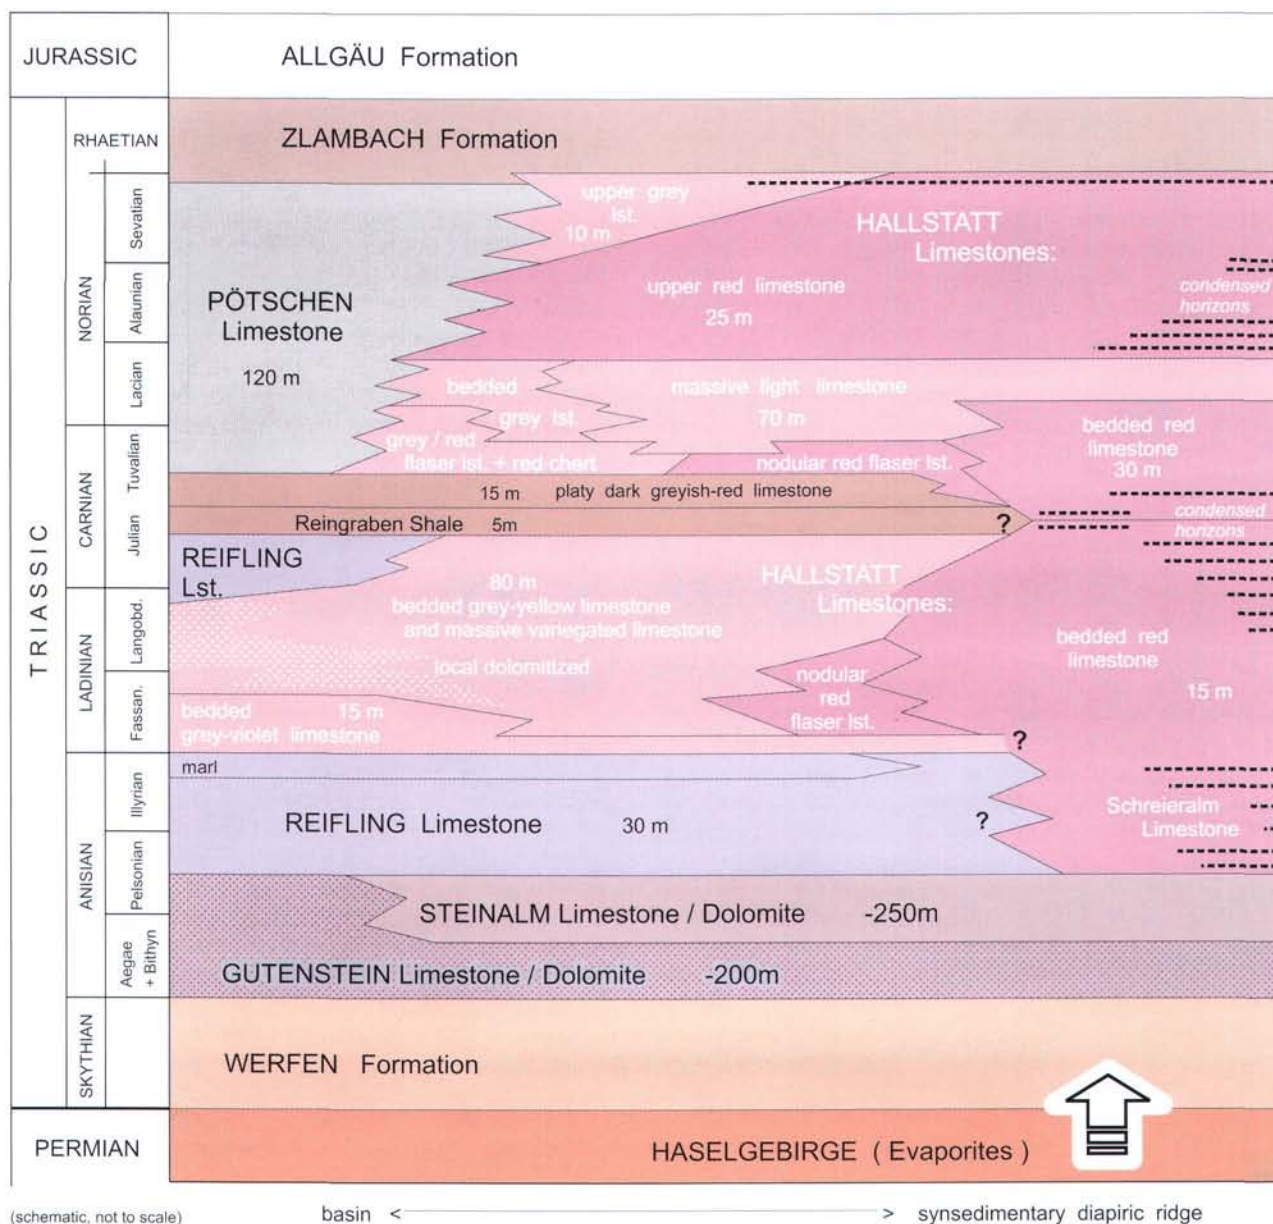 JURASSIC
ALLGÄU Formation
TRIASSIC
RHAETIAN
ZLAMBACH Formation
NORIAN
Sevatian
Alaunian
Lacian
upper grey
lst.
10 m
HALLSTATT
Limestones:
upper red limestone
25 m
condensed
horizons
PÖTSCHEN
Limestone
120 m
bedded
grey lst.
massive light limestone
70 m
grey / red
flaser lst. + red chert
nodular red flaser lst.
bedded red
limestone
30 m
CARNIAN
Tuvalian
Julian
15 m platy dark greyish-red limestone
Reingraben Shale 5m
?
condensed
horizons
REIFLING
Lst.
80 m
bedded grey-yellow limestone
and massive variegated limestone
HALLSTATT
Limestones:
LADINIAN
Langobd.
Fassan.
local dolomitized
bedded 15 m
grey-violet limestone
nodular
red
flaser lst.
bedded red
limestone
15 m
?
ANISIAN
Illyrian
Pelsonian
Aegae
+ Bithyn
marl
REIFLING Limestone 30 m
?
Schreieralm
Limestone
STEINALM Limestone / Dolomite -250m
GUTENSTEIN Limestone / Dolomite -200m
SKYTHIAN
WERFEN Formation
PERMIAN
HASELGEBIRGE ( Evaporites )
(schematic, not to scale)
basin < > synsedimentary diapiric ridge